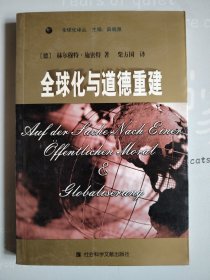 全球化译丛 主编：薛晓源
[德] 赫尔穆特·施密特 著 柴方国 译
全球化与道德重建
Auf der Suche Nach Einer
Öffentlichen Moral
&
Globalisierung
社会科学文献出版社